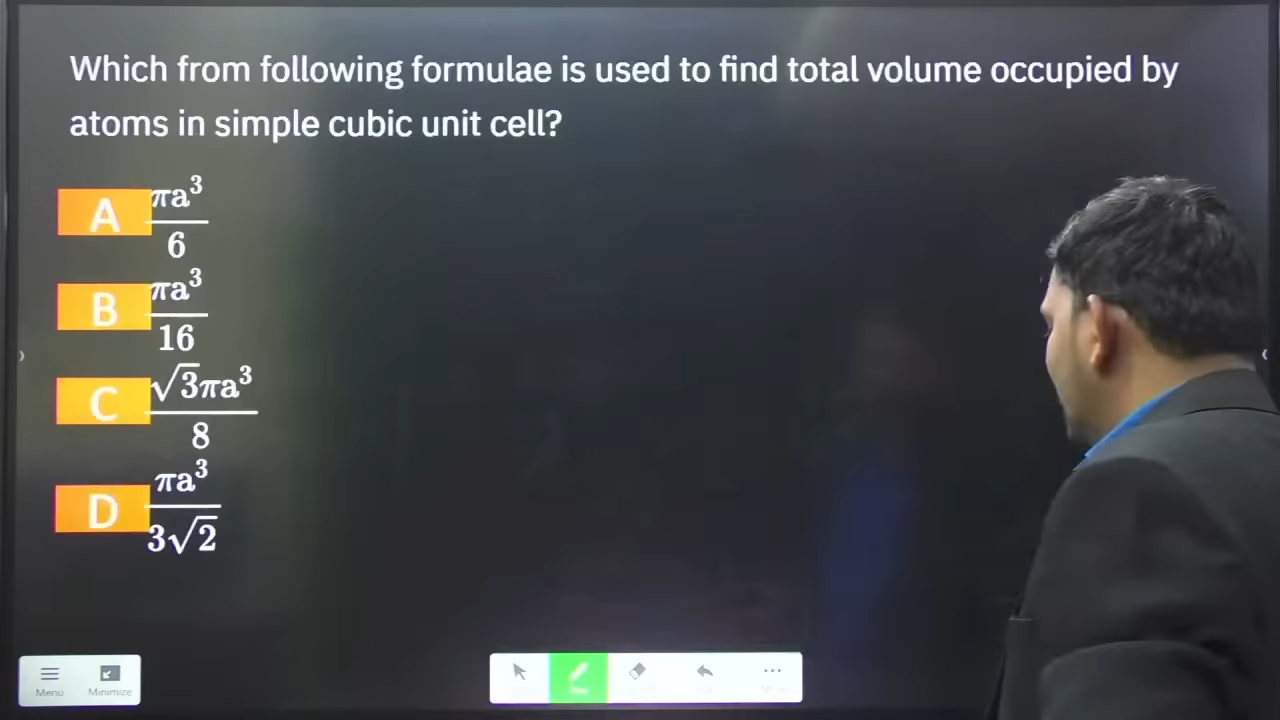 Which from following formulae is used to find total volume occupied by
atoms in simple cubic unit cell?
A πa³/6
B πa³/16
C √3πa³/8
D πa³/3√2
Menu Minimize